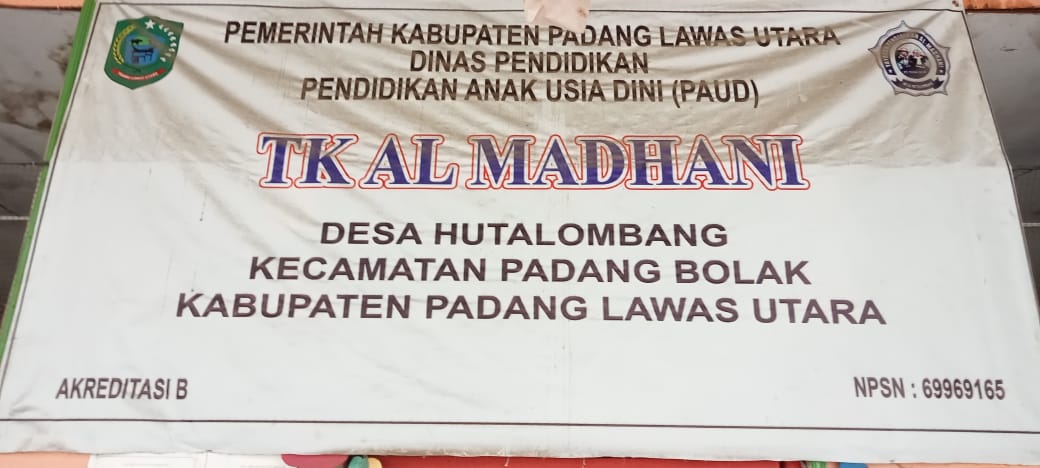 PEMERINTAH KABUPATEN PADANG LAWAS UTARA
DINAS PENDIDIKAN
PENDIDIKAN ANAK USIA DINI (PAUD)
TK AL MADHANI
DESA HUTALOMBANG
KECAMATAN PADANG BOLAK
KABUPATEN PADANG LAWAS UTARA
AKREDITASI B
NPSN : 69969165